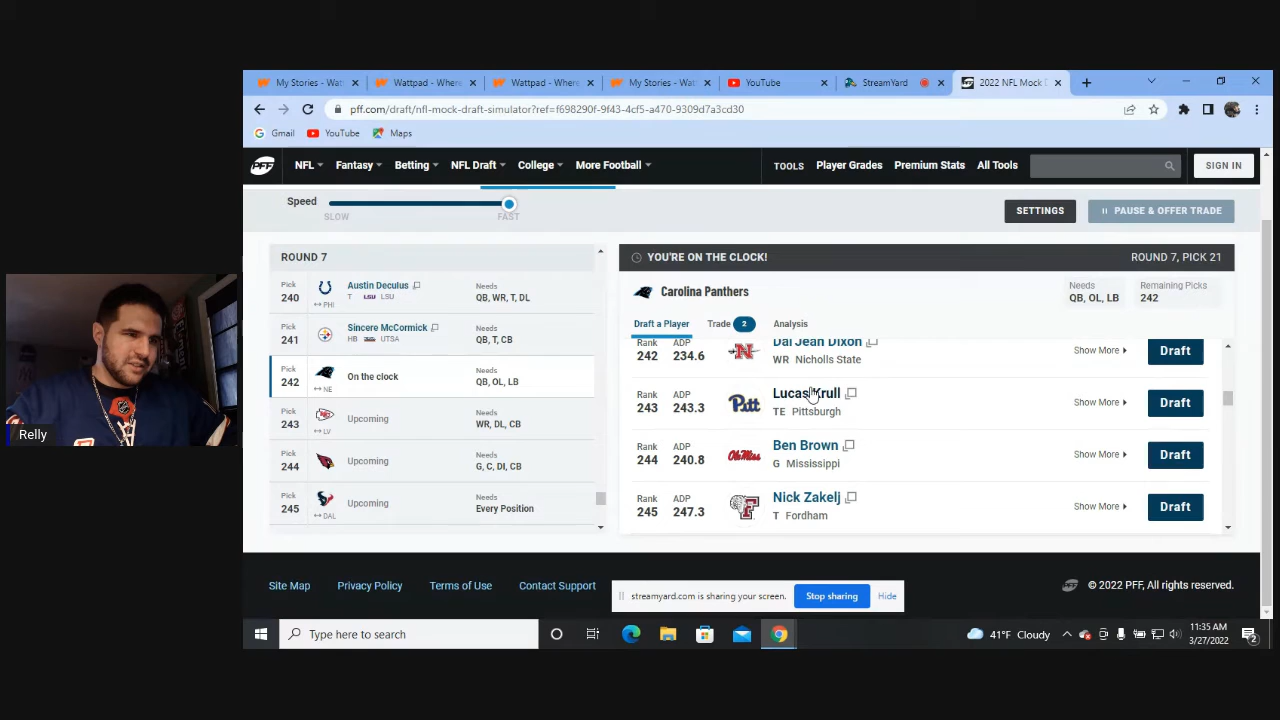 My Stories - Wat
Wattpad - Where
Wattpad - Where
My Stories - Wat
YouTube
StreamYard
2022 NFL Mock
pff.com/draft/nfl-mock-draft-simulator?ref=f698290f-9f43-4cf5-a470-9309d7a3cd30
Gmail
YouTube
Maps
PFF
NFL
Fantasy
Betting
NFL Draft
College
More Football
TOOLS
Player Grades
Premium Stats
All Tools
SIGN IN
Speed
SLOW
FAST
SETTINGS
PAUSE & OFFER TRADE
ROUND 7
Pick
240
PHI
Austin Deculus
T LSU LSU
Needs
QB, WR, T, DL
Pick
241
Sincere McCormick
HB UTSA
Needs
QB, T, CB
Pick
242
NE
On the clock
Needs
QB, OL, LB
Pick
243
LV
Upcoming
Needs
WR, DL, CB
Pick
244
Upcoming
Needs
G, C, DI, CB
Pick
245
DAL
Upcoming
Needs
Every Position
YOU'RE ON THE CLOCK!
ROUND 7, PICK 21
Carolina Panthers
Needs
QB, OL, LB
Remaining Picks
242
Draft a Player
Trade 2
Analysis
Rank
242
ADP
234.6
N
Dai'Jean Dixon
WR Nicholls State
Show More
Draft
Rank
243
ADP
243.3
Pitt
Lucas Krull
TE Pittsburgh
Show More
Draft
Rank
244
ADP
240.8
Ole Miss
Ben Brown
G Mississippi
Show More
Draft
Rank
245
ADP
247.3
Nick Zakelj
T Fordham
Show More
Draft
Site Map
Privacy Policy
Terms of Use
Contact Support
© 2022 PFF, All rights reserved.
streamyard.com is sharing your screen.
Stop sharing
Hide
Type here to search
41°F Cloudy
11:35 AM
3/27/2022
2
Relly